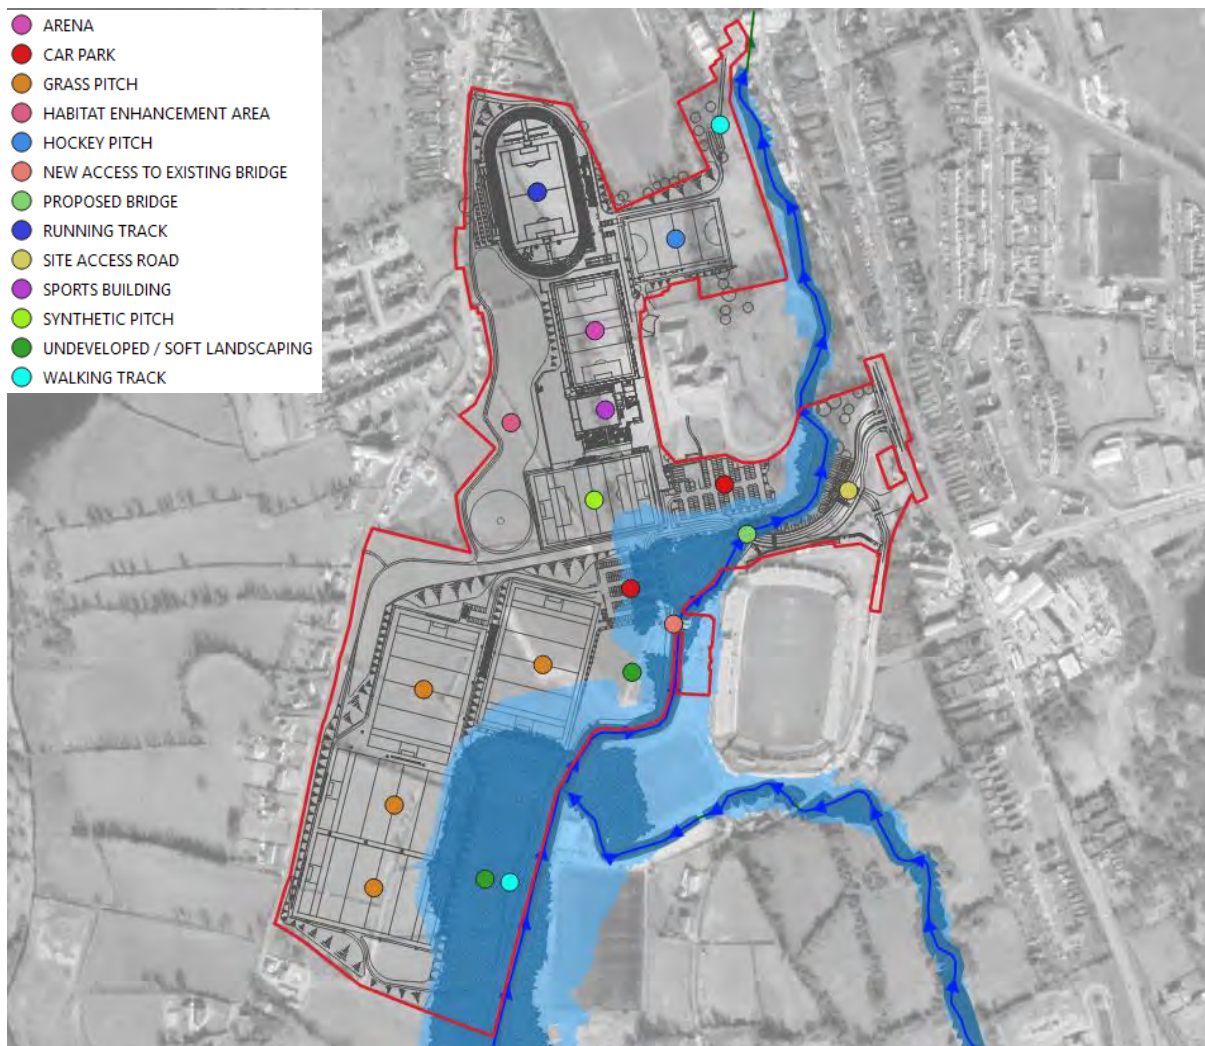 ARENA
CAR PARK
GRASS PITCH
HABITAT ENHANCEMENT AREA
HOCKEY PITCH
NEW ACCESS TO EXISTING BRIDGE
PROPOSED BRIDGE
RUNNING TRACK
SITE ACCESS ROAD
SPORTS BUILDING
SYNTHETIC PITCH
UNDEVELOPED / SOFT LANDSCAPING
WALKING TRACK